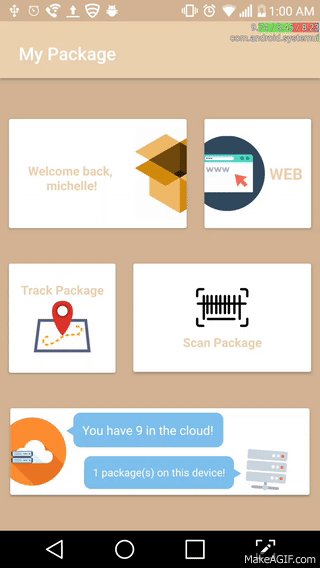 1:00 AM
com.android.systemui
My Package
Welcome back,
michelle!
www
WEB
Track Package
Scan Package
You have 9 in the cloud!
1 package(s) on this device!
MakeAGIF.com